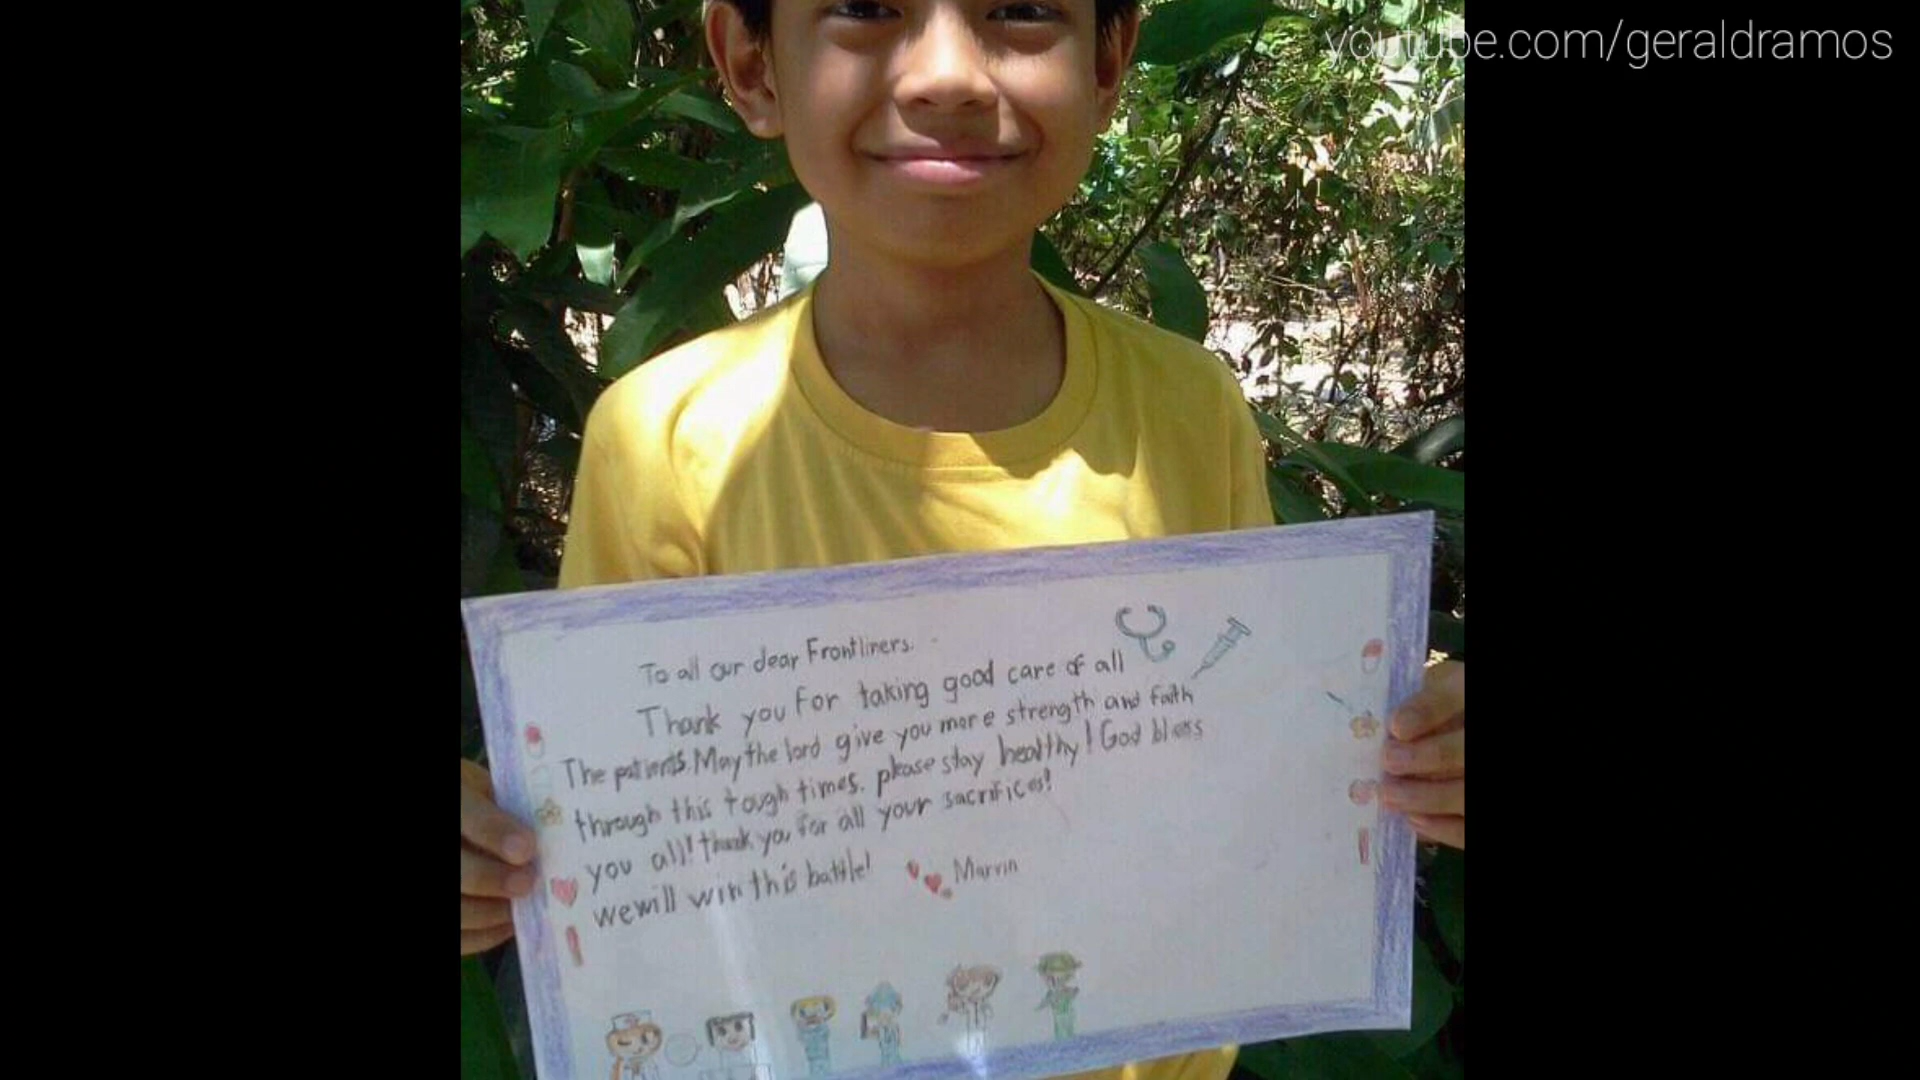 youtube.com/geraldramos
To all our dear Frontliners.
Thank you For taking good care of all
The patients. May the lord give you more strength and faith
through this tough times. please stay healthy! God bless
you all! thank you for all your sacrifices!
we will win this battle!
Marvin